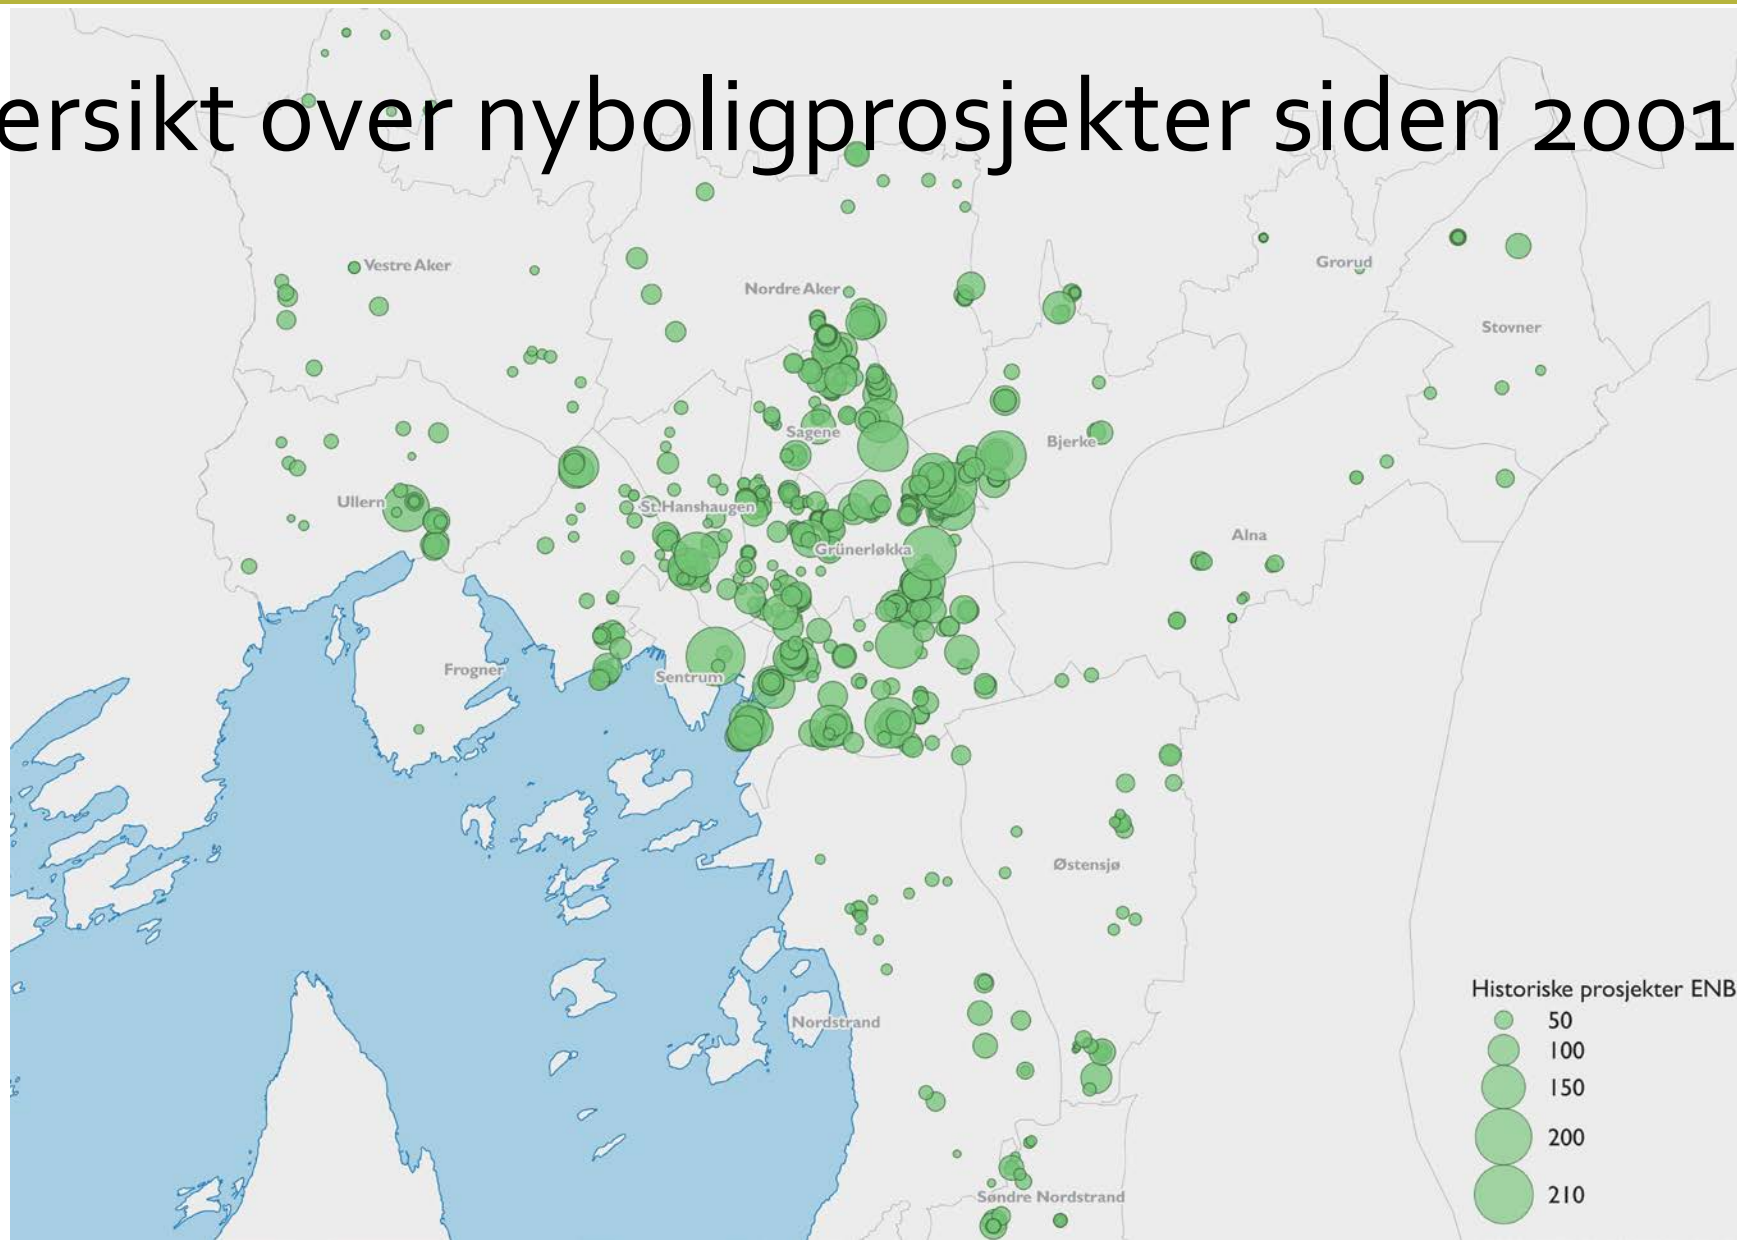 ersikt over nyboligprosjekter siden 2001
Vestre Aker
Grorud
Nordre Aker
Stovner
Sagene
Bjerke
Ullern
St.Hanshaugen
Alna
Grünerløkka
Frogner
Sentrum
Østensjø
Nordstrand
Søndre Nordstrand
Historiske prosjekter ENB
50
100
150
200
210